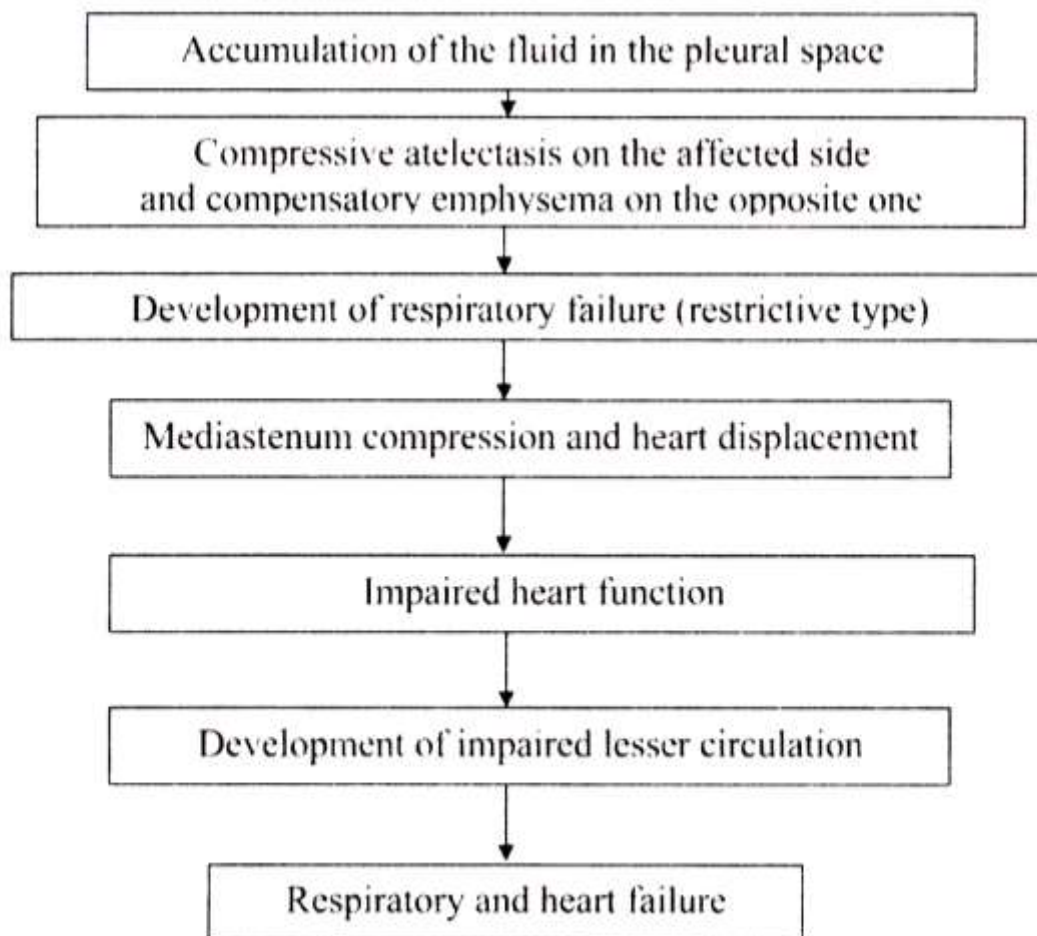 Accumulation of the fluid in the pleural space
Compressive atelectasis on the affected side
and compensatory emphysema on the opposite one
Development of respiratory failure (restrictive type)
Mediastenum compression and heart displacement
Impaired heart function
Development of impaired lesser circulation
Respiratory and heart failure